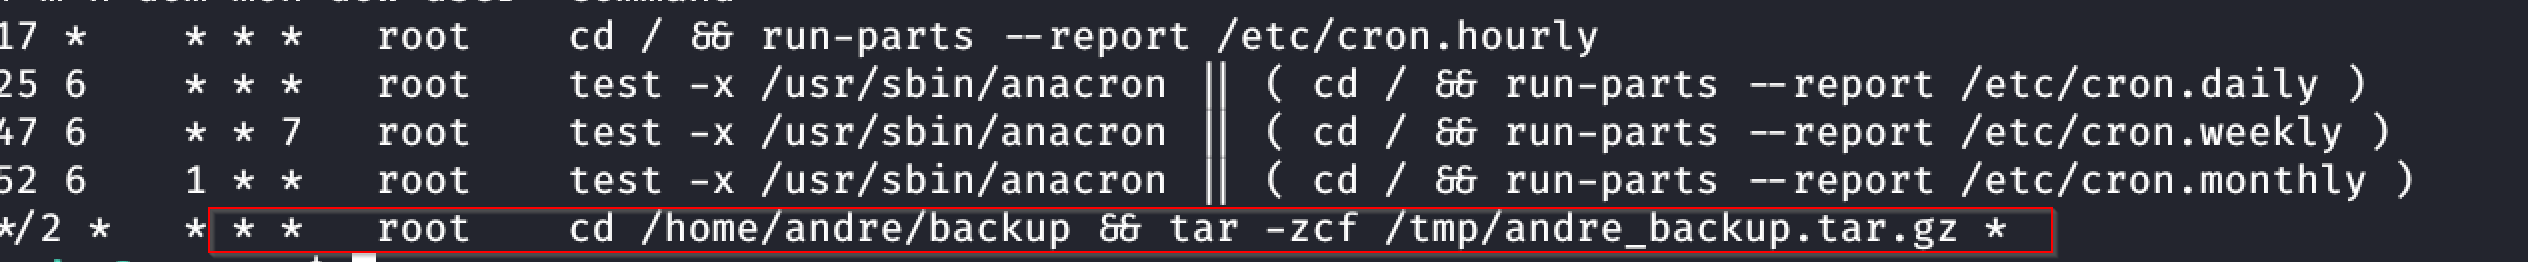 17 *    * * *   root    cd / && run-parts --report /etc/cron.hourly
25 6    * * *   root    test -x /usr/sbin/anacron || ( cd / && run-parts --report /etc/cron.daily )
47 6    * * 7   root    test -x /usr/sbin/anacron || ( cd / && run-parts --report /etc/cron.weekly )
52 6    1 * *   root    test -x /usr/sbin/anacron || ( cd / && run-parts --report /etc/cron.monthly )
*/2 *   * * *   root    cd /home/andre/backup && tar -zcf /tmp/andre_backup.tar.gz *